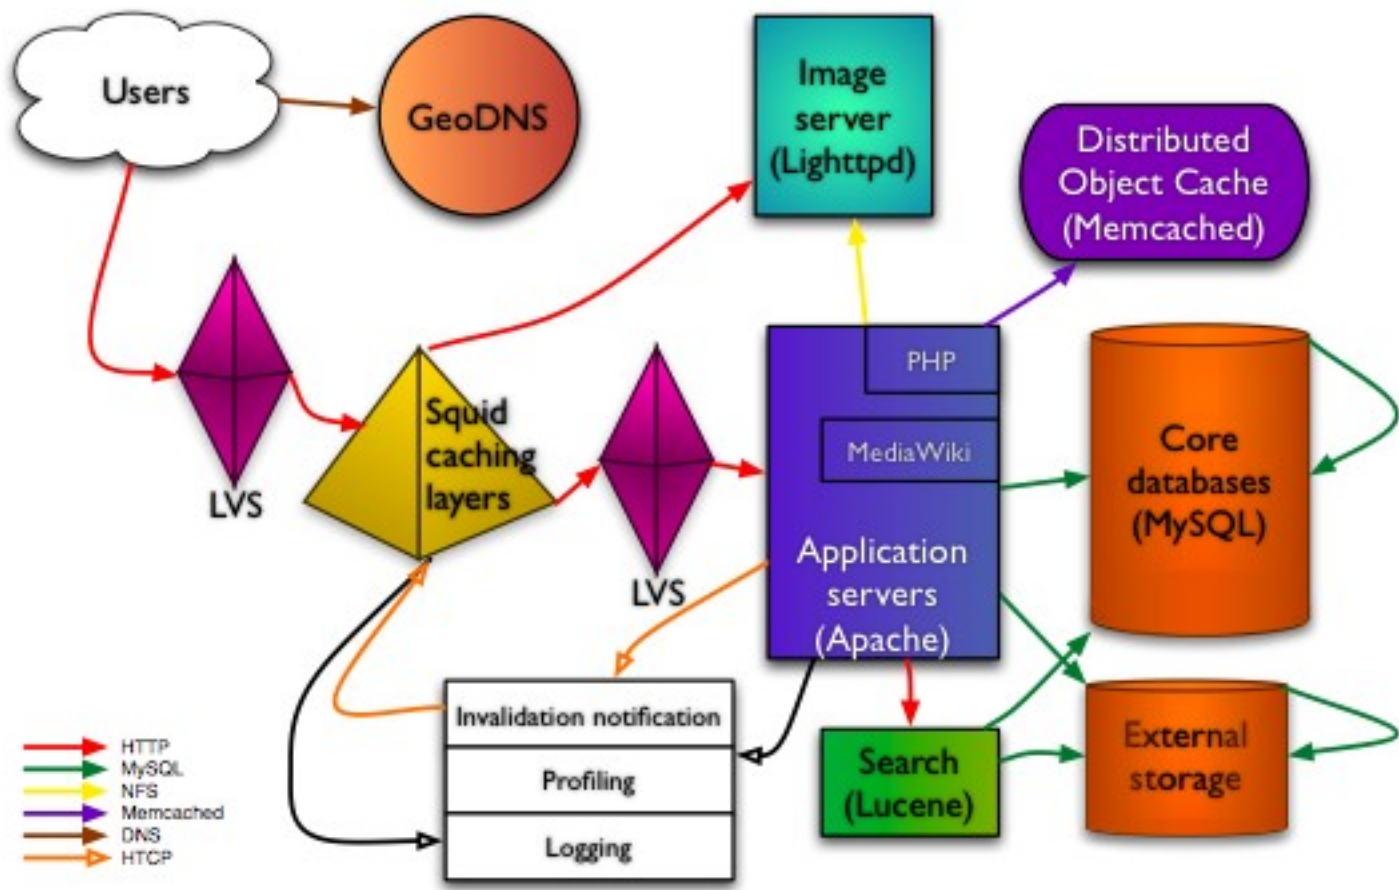 Users
GeoDNS
Image
server
(Lighttpd)
Distributed
Object Cache
(Memcached)
LVS
Squid
caching
layers
LVS
PHP
MediaWiki
Application
servers
(Apache)
Core
databases
(MySQL)
Invalidation notification
Profiling
Logging
Search
(Lucene)
External
storage
HTTP
MySQL
NFS
Memcached
DNS
HTCP